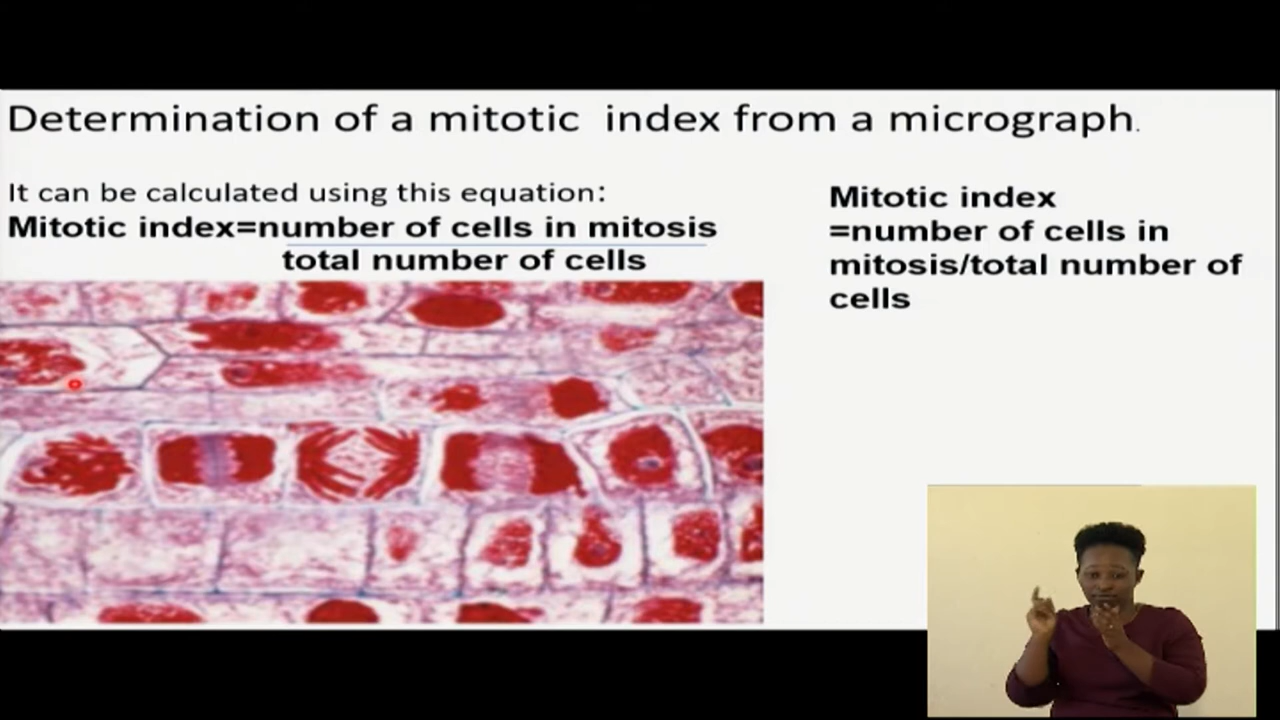 Determination of a mitotic index from a micrograph.
It can be calculated using this equation:
Mitotic index=number of cells in mitosis
total number of cells
Mitotic index
=number of cells in
mitosis/total number of
cells